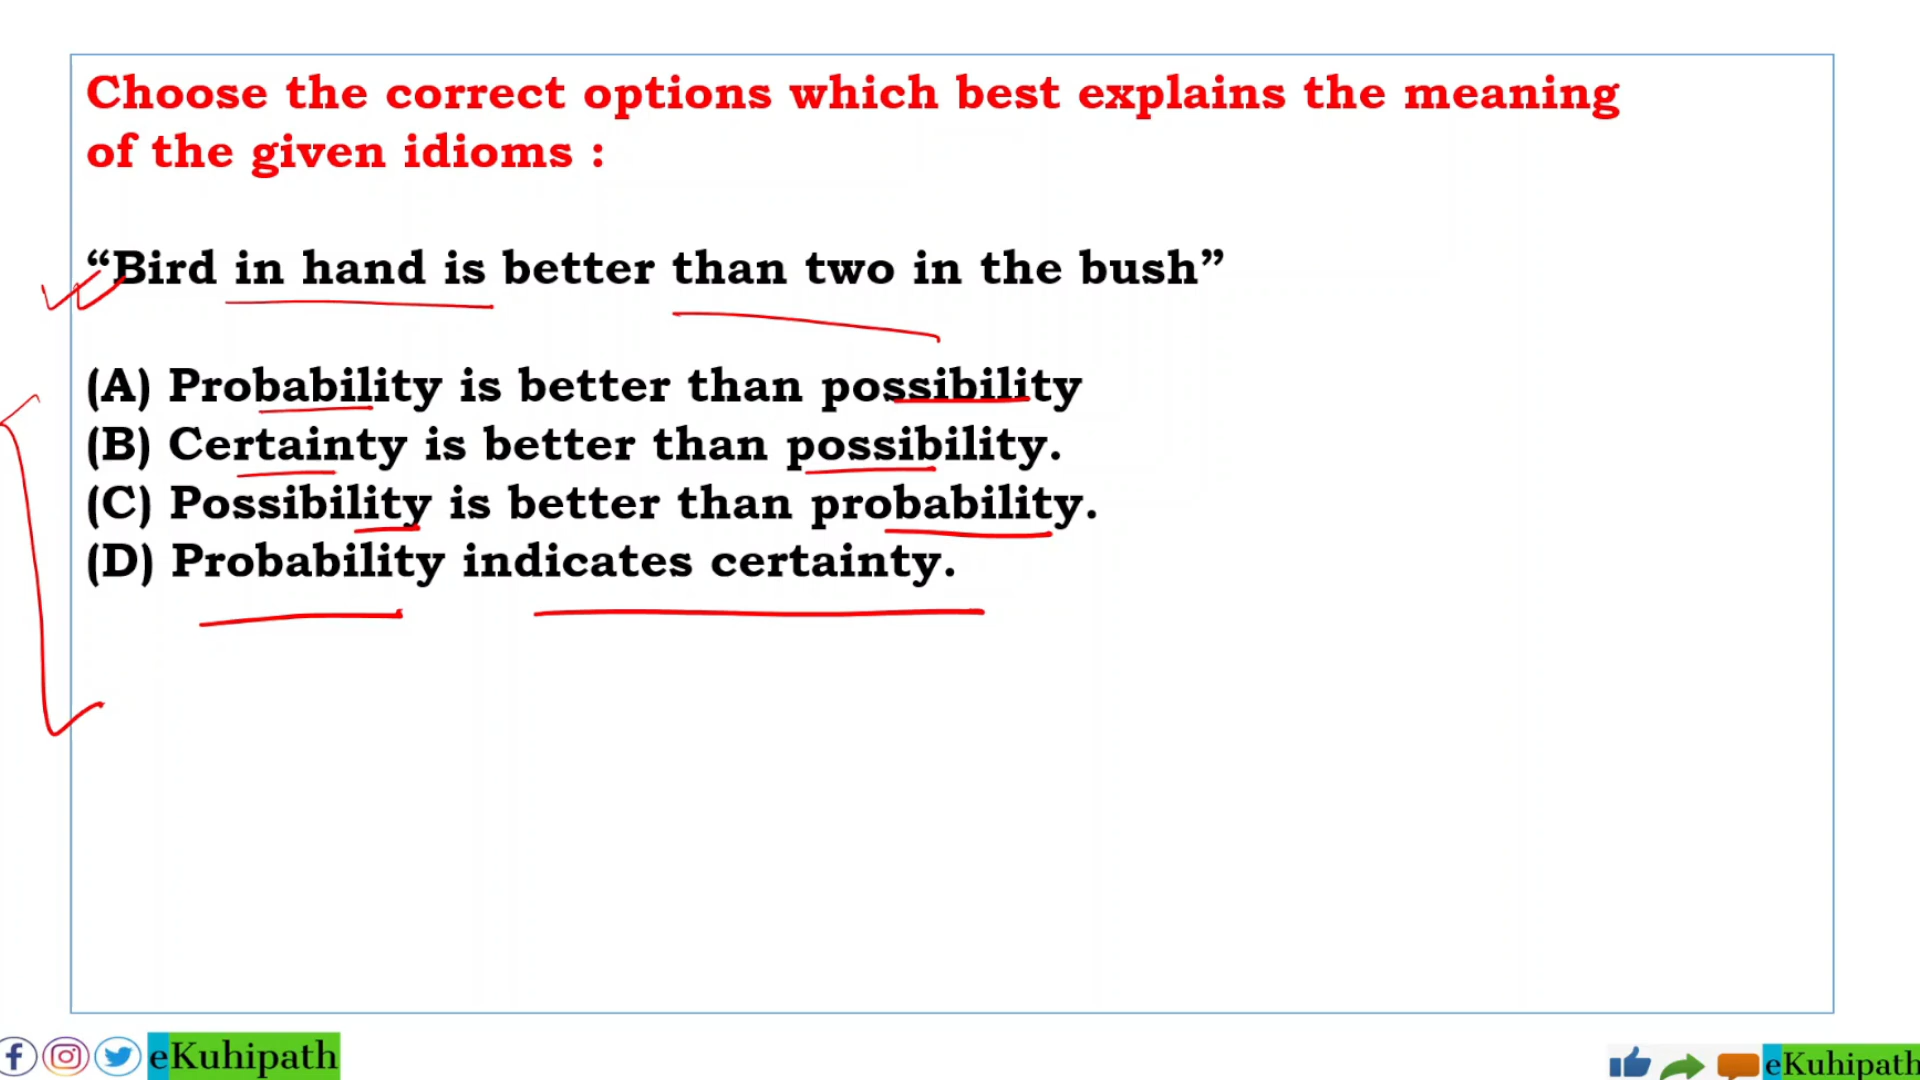 Choose the correct options which best explains the meaning
of the given idioms :
“Bird in hand is better than two in the bush”
(A) Probability is better than possibility
(B) Certainty is better than possibility.
(C) Possibility is better than probability.
(D) Probability indicates certainty.
eKuhipath
eKuhipath